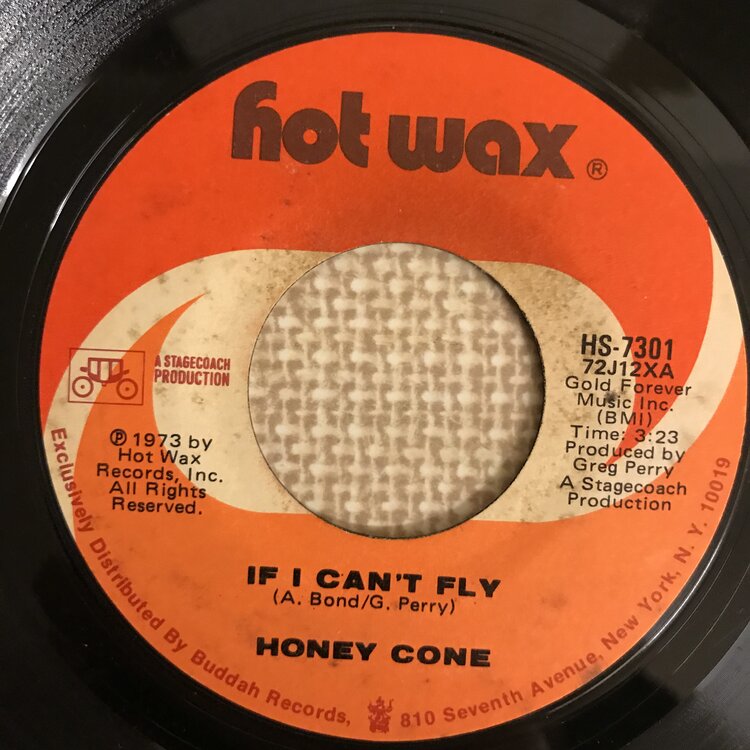 hot wax ®
A STAGECOACH
PRODUCTION
℗ 1973 by
Hot Wax
Records, Inc.
All Rights
Reserved.
HS-7301
72J12XA
Gold Forever
Music Inc.
(BMI)
Time: 3:23
Produced by
Greg Perry
A Stagecoach
Production
IF I CAN'T FLY
(A. Bond/G. Perry)
HONEY CONE
Exclusively Distributed By Buddah Records, 810 Seventh Avenue, New York, N. Y. 10019